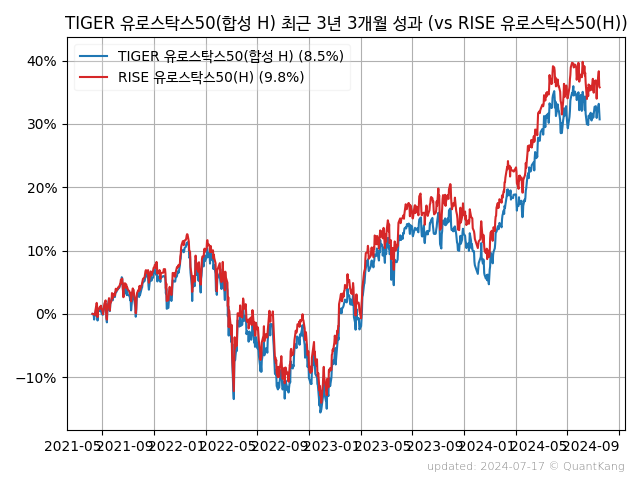 TIGER 유로스탁스50(합성 H) 최근 3년 3개월 성과 (vs RISE 유로스탁스50(H))
TIGER 유로스탁스50(합성 H) (8.5%)
RISE 유로스탁스50(H) (9.8%)
40%
30%
20%
10%
0%
−10%
2021-05 2021-09 2022-01 2022-05 2022-09 2023-01 2023-05 2023-09 2024-01 2024-05 2024-09
updated: 2024-07-17 © QuantKang